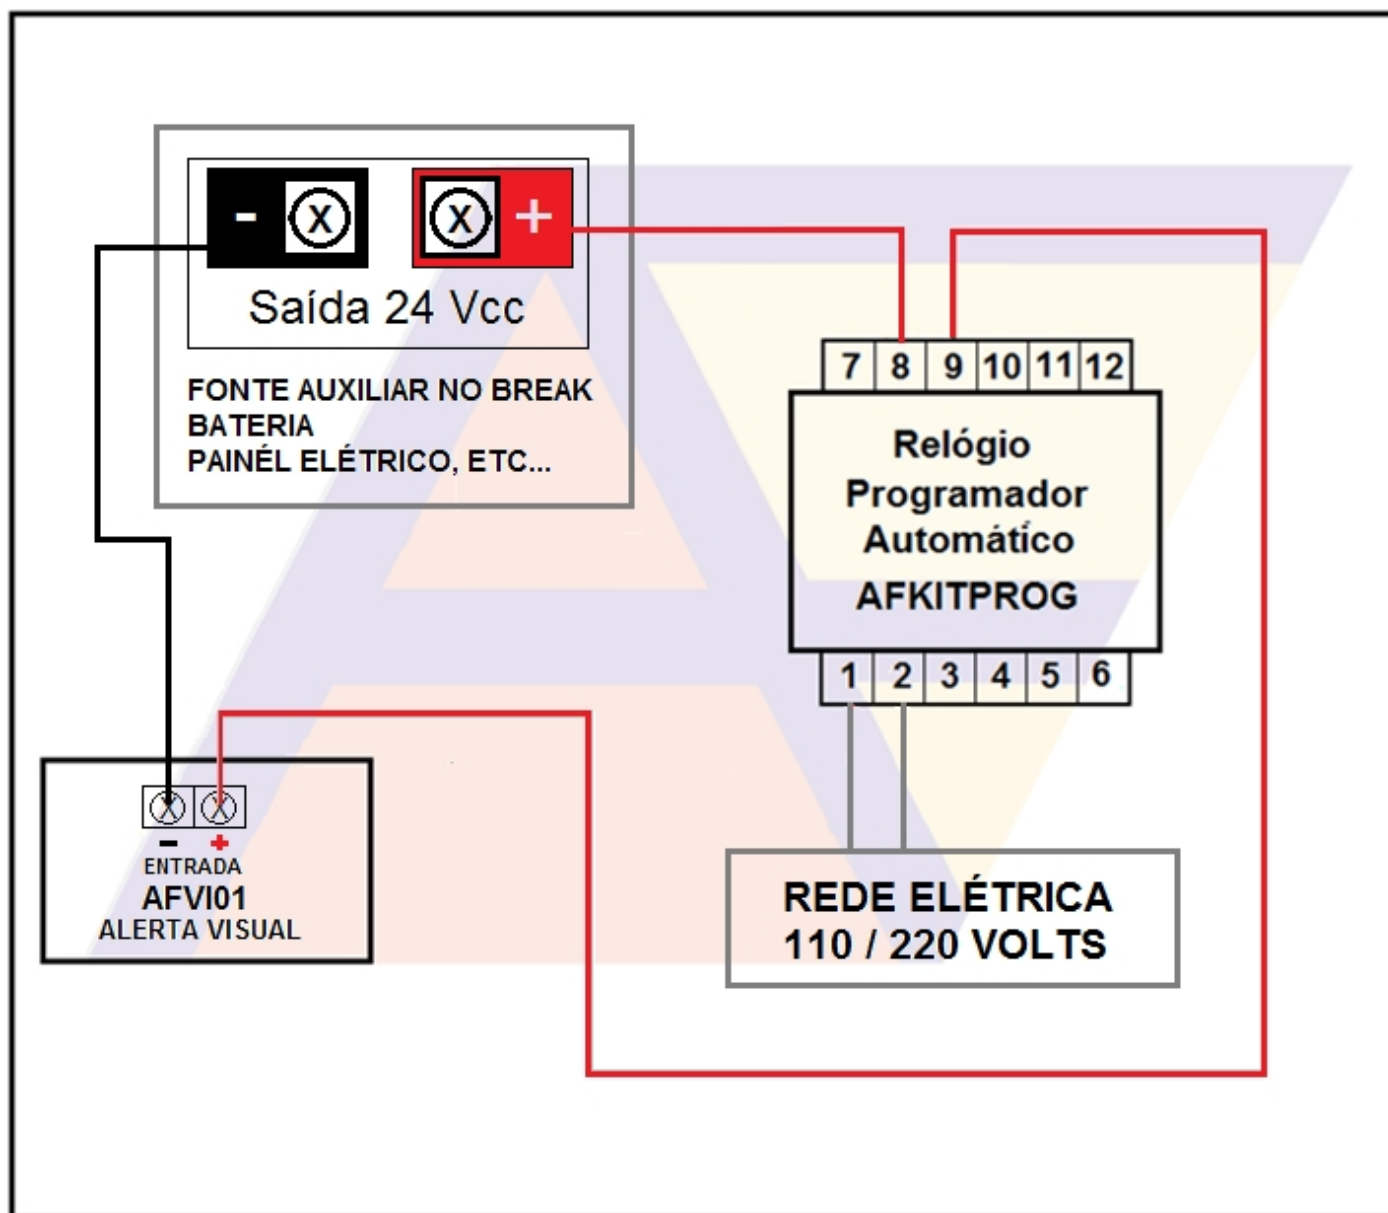 - X X +
Saída 24 Vcc
FONTE AUXILIAR NO BREAK
BATERIA
PAINÉL ELÉTRICO, ETC...
7 8 9 10 11 12
Relógio
Programador
Automático
AFKITPROG
1 2 3 4 5 6
X X
- +
ENTRADA
AFVI01
ALERTA VISUAL
REDE ELÉTRICA
110 / 220 VOLTS